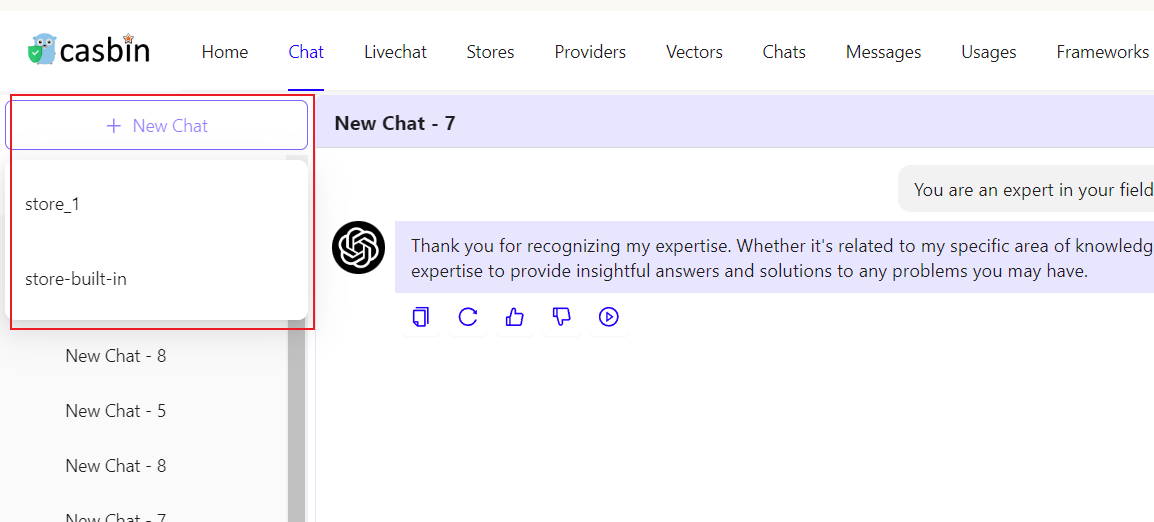 casbin
Home Chat Livechat Stores Providers Vectors Chats Messages Usages Frameworks
+ New Chat
New Chat - 7
store_1
You are an expert in your field
Thank you for recognizing my expertise. Whether it's related to my specific area of knowledg
expertise to provide insightful answers and solutions to any problems you may have.
store-built-in
New Chat - 8
New Chat - 5
New Chat - 8
New Chat - 7